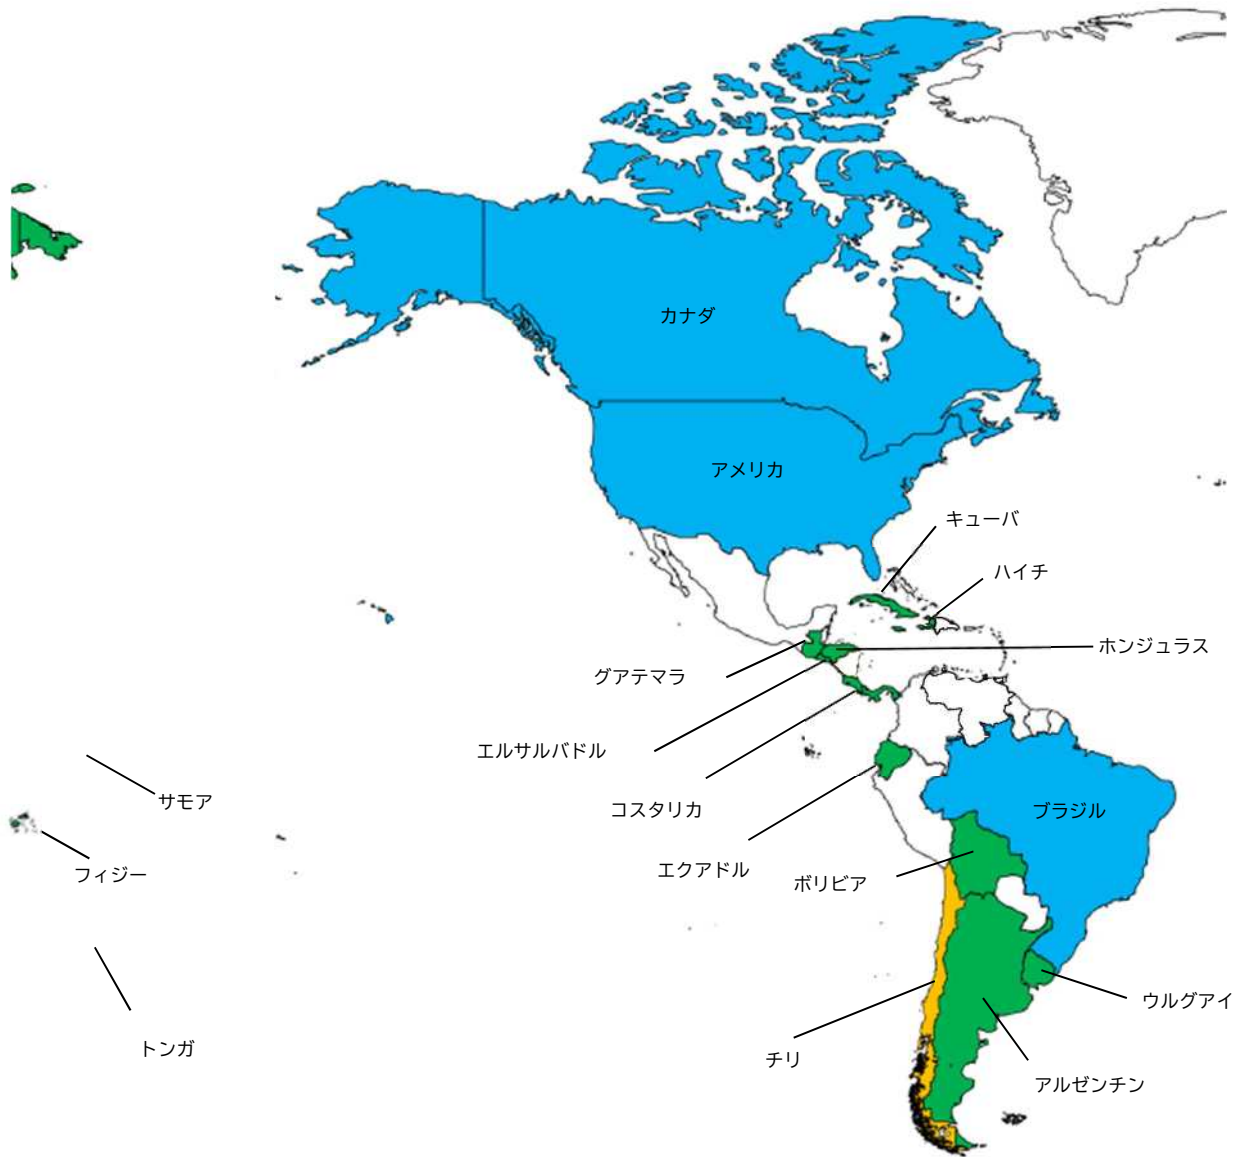 カナダ
アメリカ
キューバ
ハイチ
ホンジュラス
グアテマラ
エルサルバドル
サモア
コスタリカ
ブラジル
エクアドル
フィジー
ボリビア
ウルグアイ
トンガ
チリ
アルゼンチン